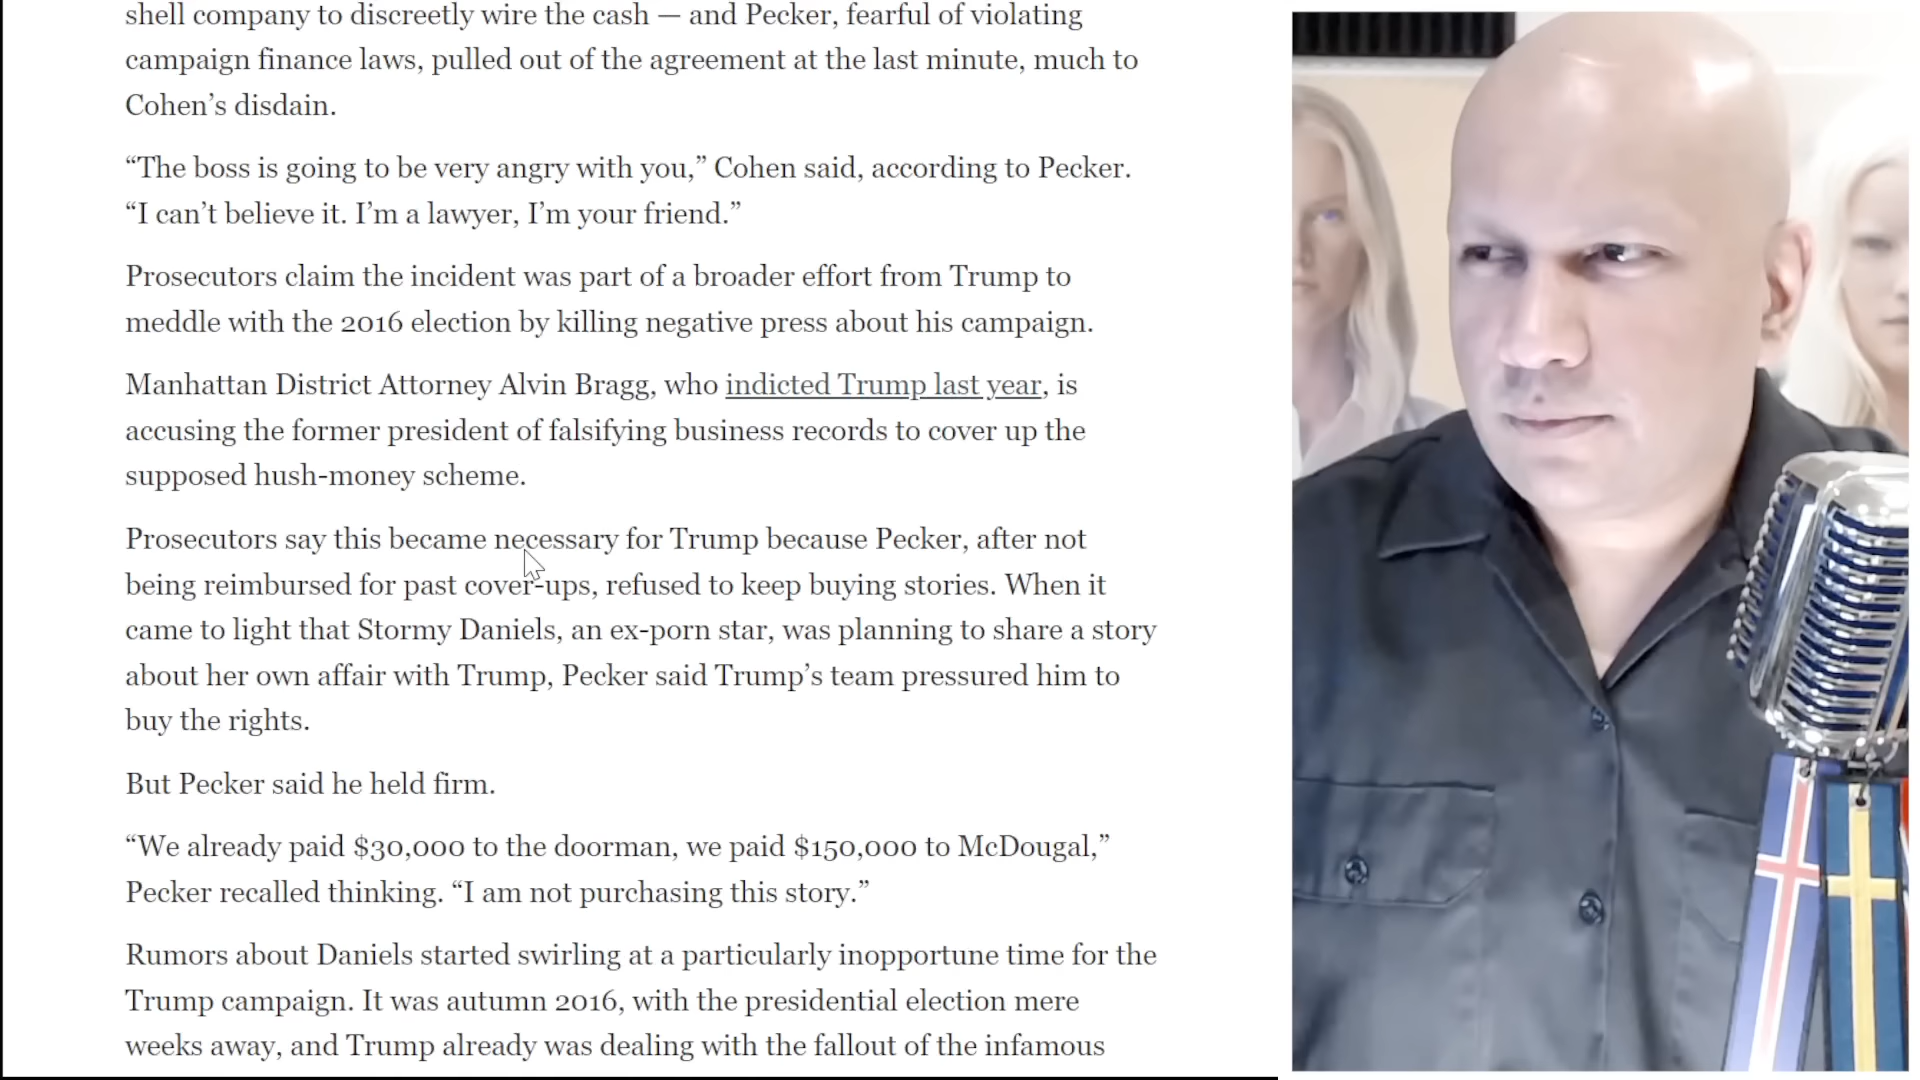 shell company to discreetly wire the cash — and Pecker, fearful of violating
campaign finance laws, pulled out of the agreement at the last minute, much to
Cohen’s disdain.
“The boss is going to be very angry with you,” Cohen said, according to Pecker.
“I can’t believe it. I’m a lawyer, I’m your friend.”
Prosecutors claim the incident was part of a broader effort from Trump to
meddle with the 2016 election by killing negative press about his campaign.
Manhattan District Attorney Alvin Bragg, who indicted Trump last year, is
accusing the former president of falsifying business records to cover up the
supposed hush-money scheme.
Prosecutors say this became necessary for Trump because Pecker, after not
being reimbursed for past cover-ups, refused to keep buying stories. When it
came to light that Stormy Daniels, an ex-porn star, was planning to share a story
about her own affair with Trump, Pecker said Trump’s team pressured him to
buy the rights.
But Pecker said he held firm.
“We already paid $30,000 to the doorman, we paid $150,000 to McDougal,”
Pecker recalled thinking. “I am not purchasing this story.”
Rumors about Daniels started swirling at a particularly inopportune time for the
Trump campaign. It was autumn 2016, with the presidential election mere
weeks away, and Trump already was dealing with the fallout of the infamous